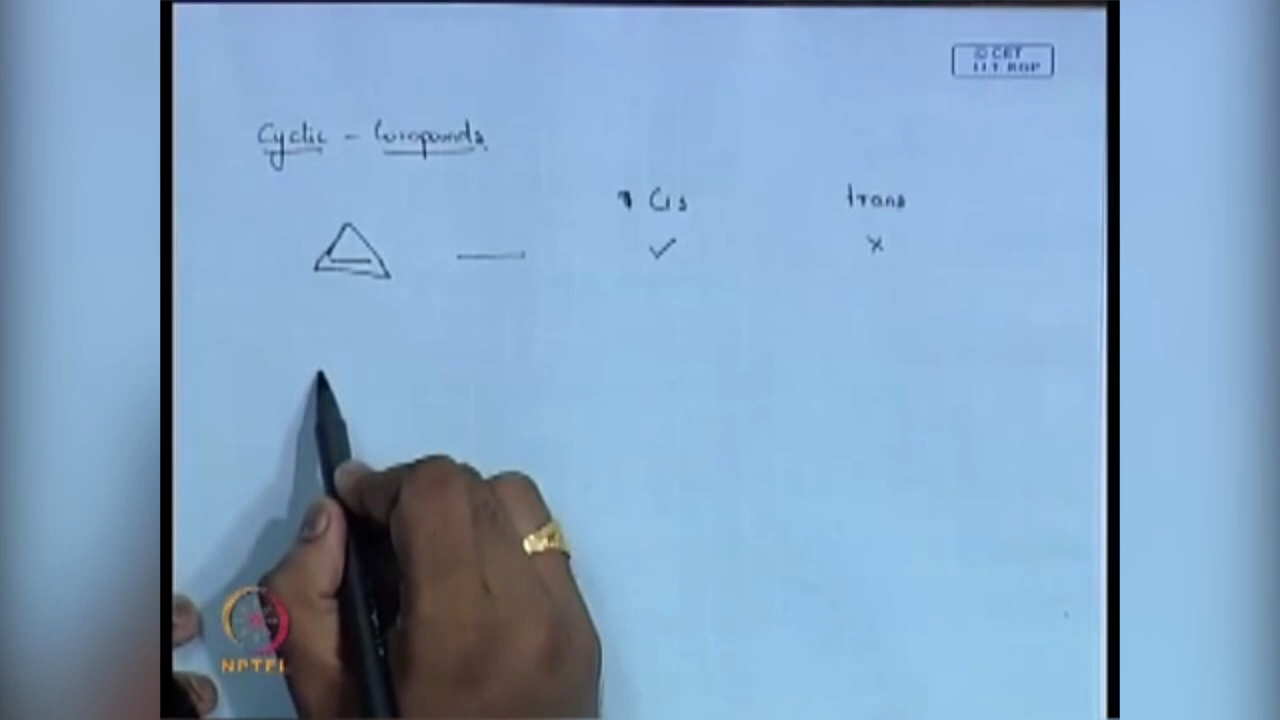 © CET
I.I.T. KGP
Cyclic - Compounds
Cis trans
✓ ×
NPTEL